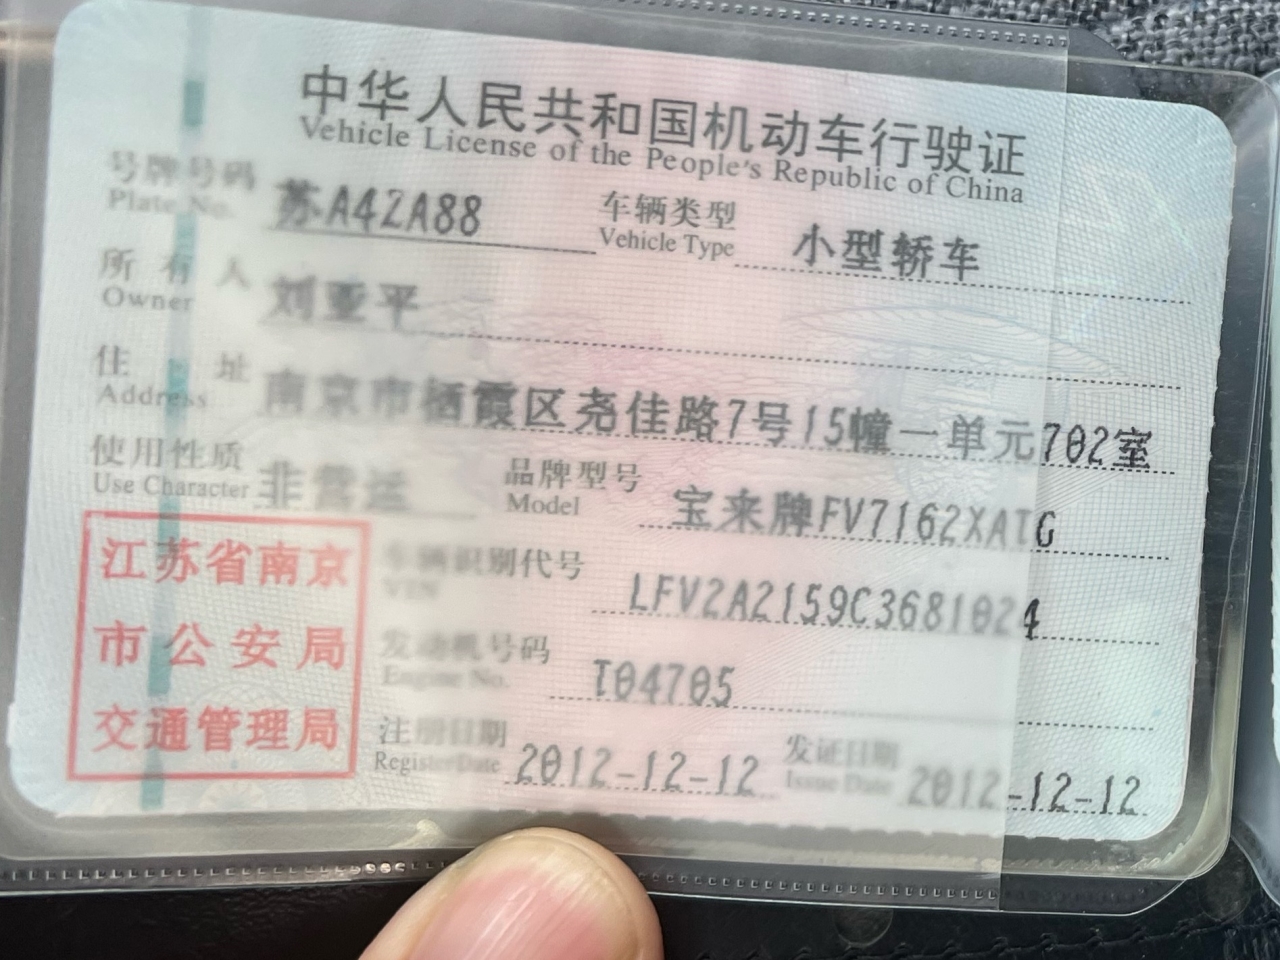 中华人民共和国机动车行驶证
Vehicle License of the People's Republic of China
号牌号码 苏A42A88 车辆类型 小型轿车
Plate No. Vehicle Type
所有人 刘亚平
Owner
住址 南京市栖霞区尧佳路7号15幢一单元702室
Address
使用性质 非营运 品牌型号 宝来牌FV7162XATG
Use Character Model
江苏省南京
市公安局
交通管理局
车辆识别代号 LFV2A2159C3681024
VIN
发动机号码 T04705
Engine No.
注册日期 2012-12-12 发证日期 2012-12-12
Register Date Issue Date